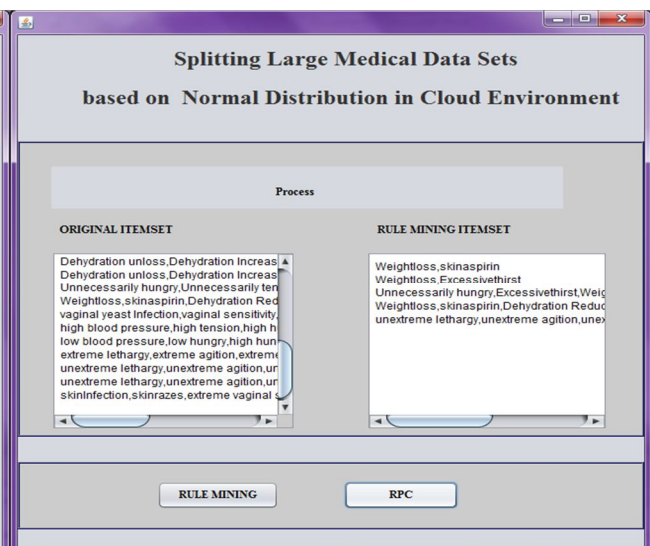 Splitting Large Medical Data Sets
based on Normal Distribution in Cloud Environment
Process
ORIGINAL ITEMSET
Dehydration unloss,Dehydration Increas
Dehydration unloss,Dehydration Increas
Unnecessarily hungry,Unnecessarily ten
Weightloss,skinaspirin,Dehydration Red
vaginal yeast Infection,vaginal sensitivity,
high blood pressure,high tension,high h
low blood pressure,low hungry,high hun
extreme lethargy,extreme agition,extreme
unextreme lethargy,unextreme agition,un
unextreme lethargy,unextreme agition,un
skinInfection,skinrazes,extreme vaginal s
RULE MINING ITEMSET
Weightloss,skinaspirin
Weightloss,Excessivethirst
Unnecessarily hungry,Excessivethirst,Weig
Weightloss,skinaspirin,Dehydration Reduc
unextreme lethargy,unextreme agition,unex
RULE MINING
RPC